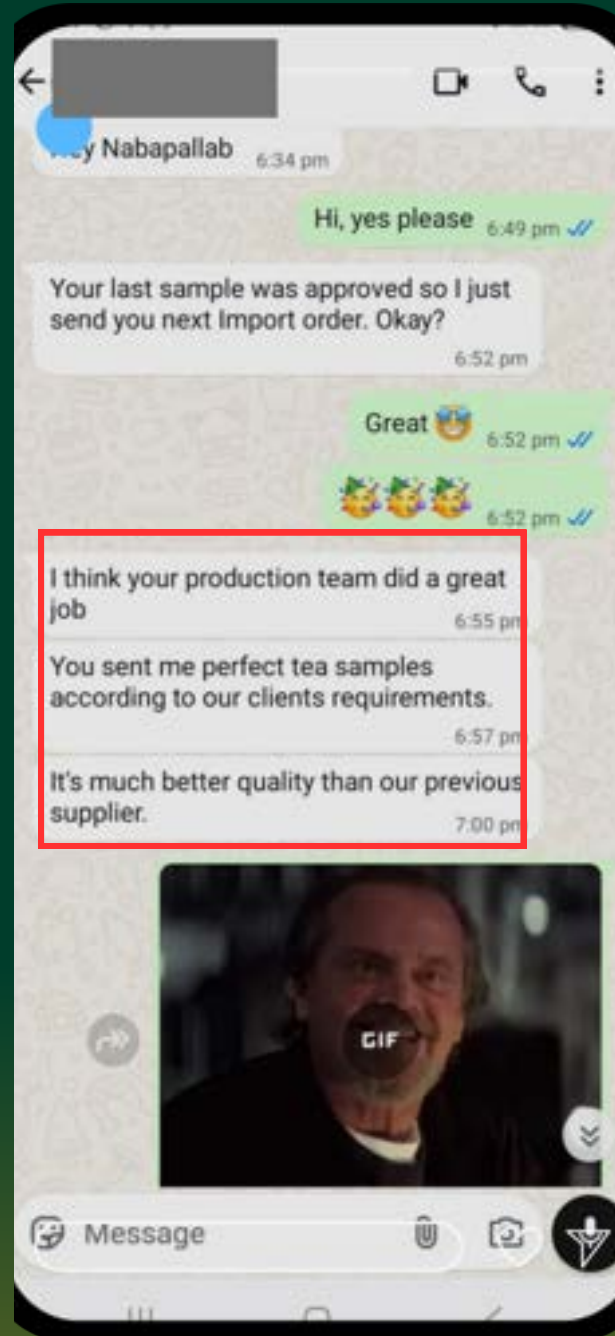 Nabapallab 6:34 pm
Hi, yes please 6:49 pm
Your last sample was approved so I just
send you next Import order. Okay?
6:52 pm
Great 6:52 pm
6:52 pm
I think your production team did a great
job 6:55 pm
You sent me perfect tea samples
according to our clients requirements.
6:57 pm
It's much better quality than our previous
supplier. 7:00 pm
GIF
Message